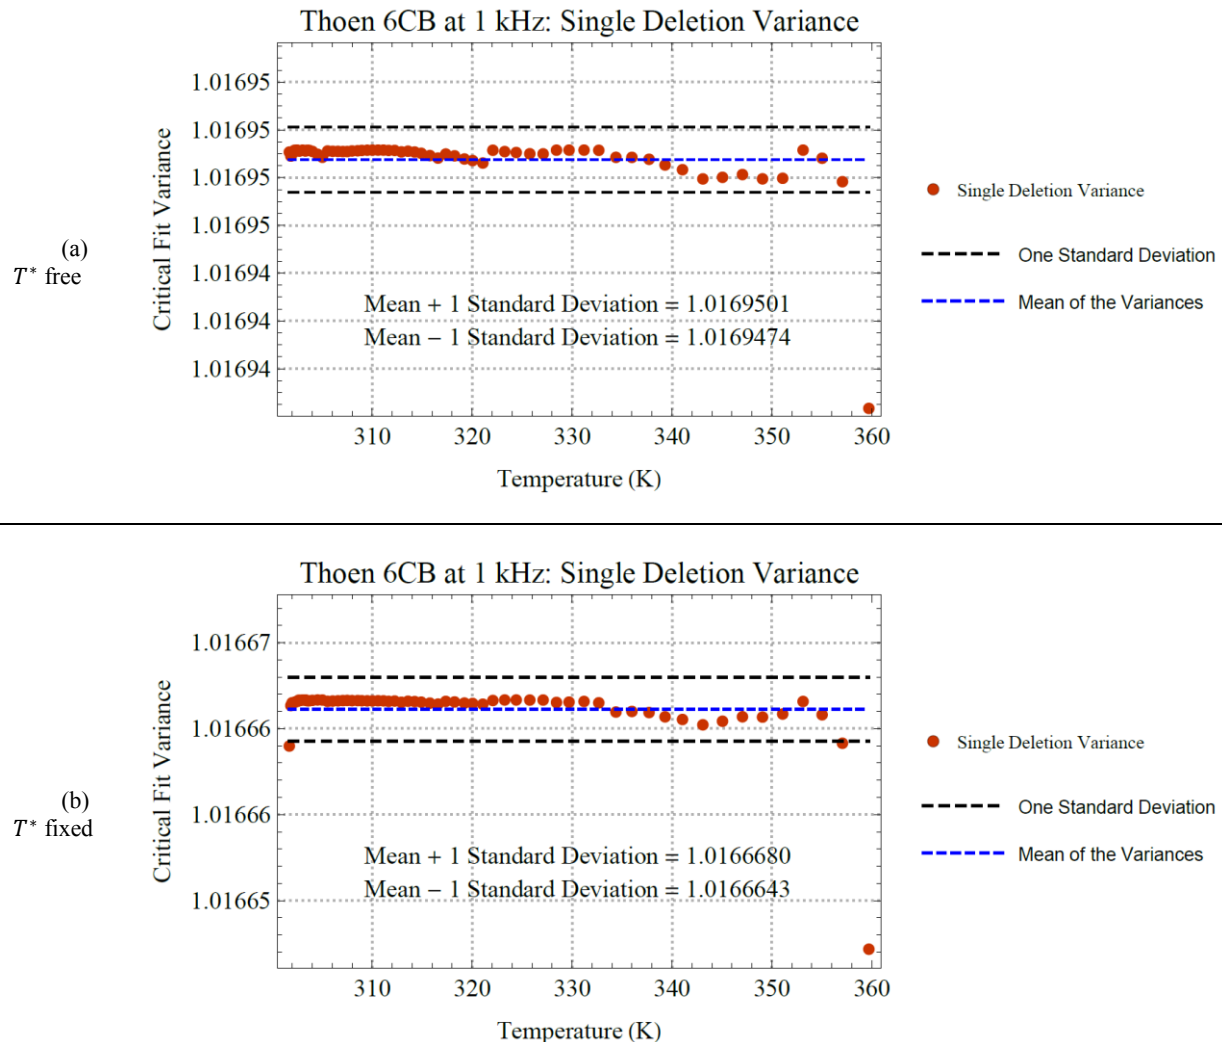 Thoen 6CB at 1 kHz: Single Deletion Variance
1.01695
1.01695
1.01695
1.01695
1.01694
1.01694
1.01694
Critical Fit Variance
(a)
T* free
Mean + 1 Standard Deviation = 1.0169501
Mean − 1 Standard Deviation = 1.0169474
310 320 330 340 350 360
Temperature (K)
Single Deletion Variance
One Standard Deviation
Mean of the Variances
Thoen 6CB at 1 kHz: Single Deletion Variance
1.01667
1.01666
1.01666
1.01665
Critical Fit Variance
(b)
T* fixed
Mean + 1 Standard Deviation = 1.0166680
Mean − 1 Standard Deviation = 1.0166643
310 320 330 340 350 360
Temperature (K)
Single Deletion Variance
One Standard Deviation
Mean of the Variances